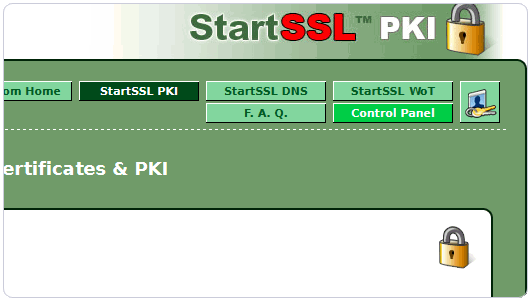 StartSSL™ PKI
om Home StartSSL PKI StartSSL DNS StartSSL WoT
F. A. Q. Control Panel
ertificates & PKI